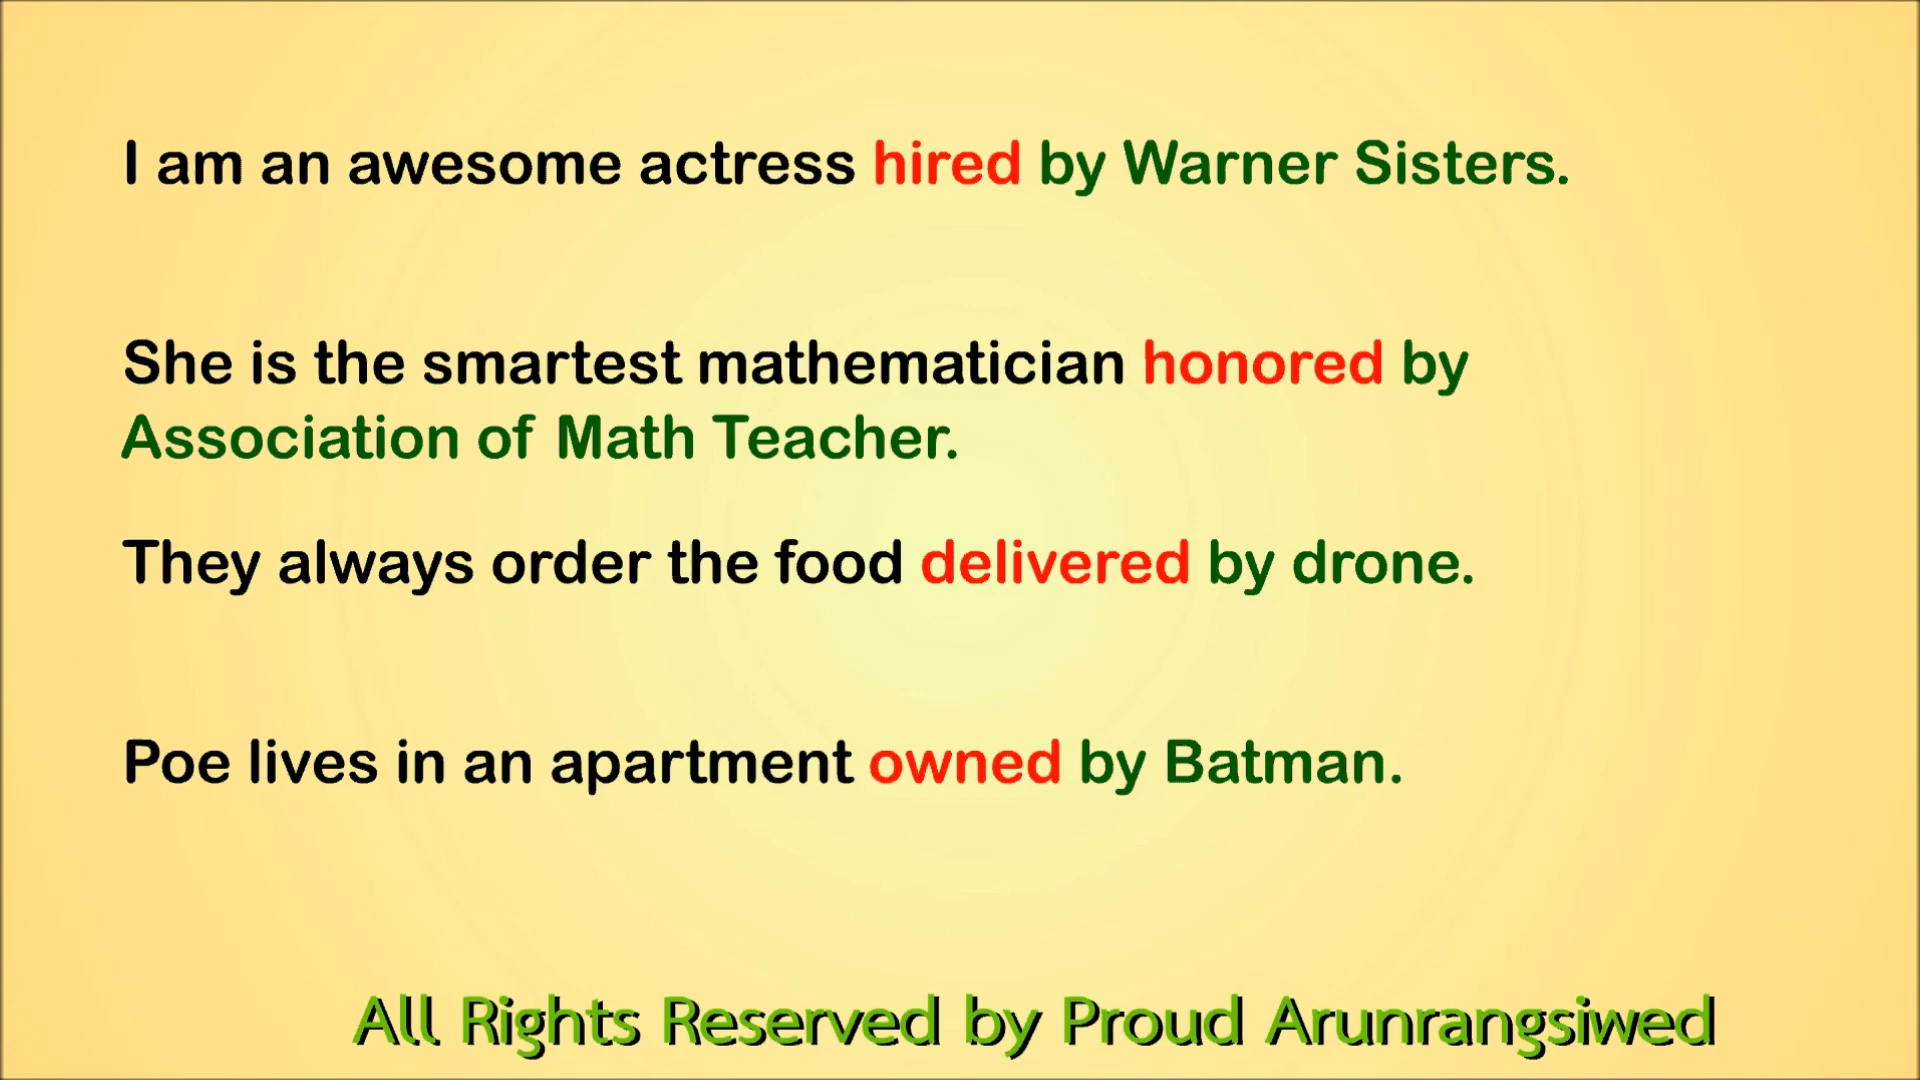 I am an awesome actress hired by Warner Sisters.
She is the smartest mathematician honored by
Association of Math Teacher.
They always order the food delivered by drone.
Poe lives in an apartment owned by Batman.
All Rights Reserved by Proud Arunrangsiwed